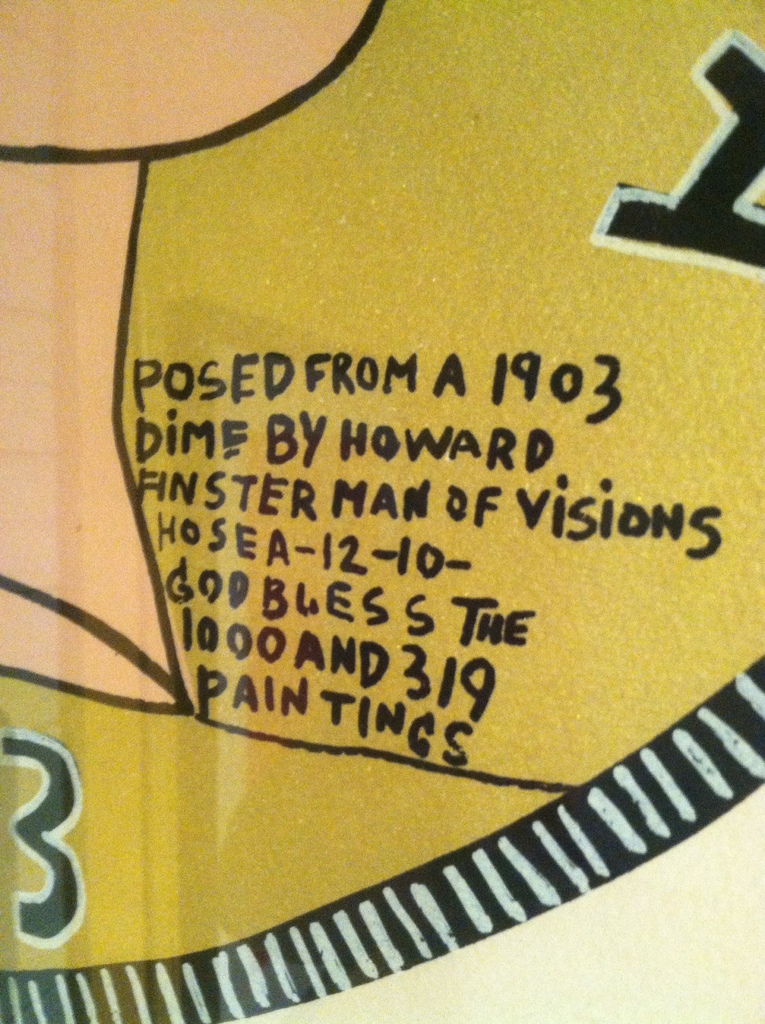 POSED FROM A 1903
DiME BY HOWARD
FINSTER MAN OF VisiONS
HOSEA-12-10-
GOD BLESS THE
1000 AND 319
PAINTINGS
3